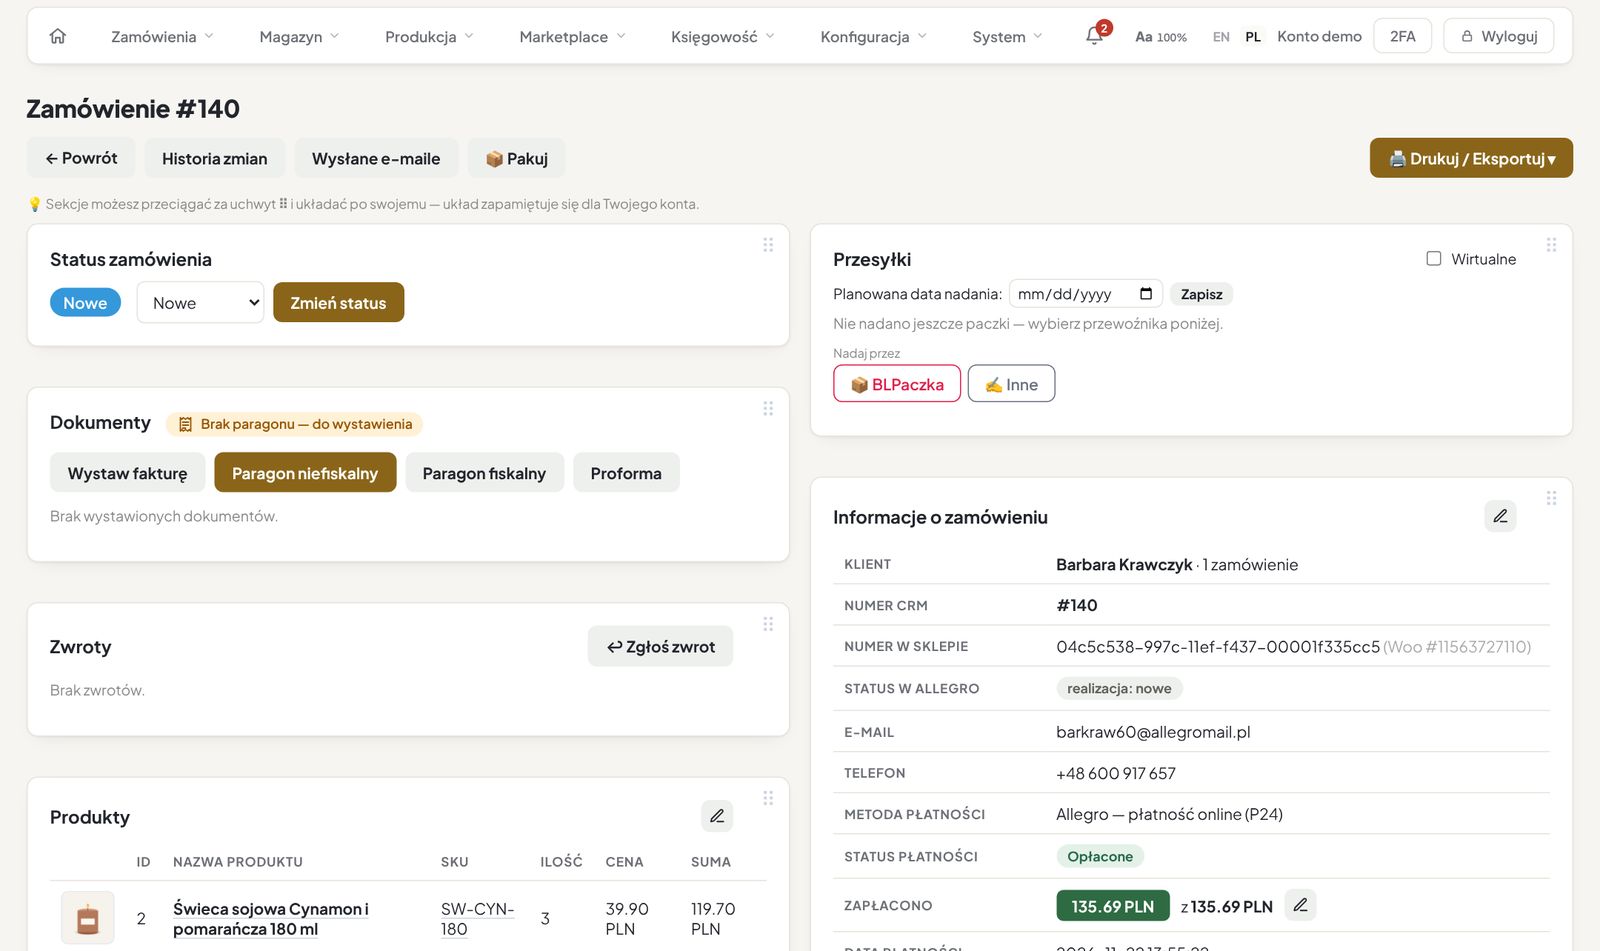 Zamówienia Magazyn Produkcja Marketplace Księgowość Konfiguracja System 2 Aa 100% EN PL Konto demo 2FA Wyloguj
Zamówienie #140
← Powrót Historia zmian Wysłane e-maile 📦 Pakuj 🖨️ Drukuj / Eksportuj ▾
💡 Sekcje możesz przeciągać za uchwyt ⠿ i układać po swojemu — układ zapamiętuje się dla Twojego konta.
Status zamówienia
Nowe Nowe Zmień status
Dokumenty Brak paragonu — do wystawienia
Wystaw fakturę Paragon niefiskalny Paragon fiskalny Proforma
Brak wystawionych dokumentów.
Zwroty ↩ Zgłoś zwrot
Brak zwrotów.
Produkty
ID NAZWA PRODUKTU SKU ILOŚĆ CENA SUMA
2 Świeca sojowa Cynamon i pomarańcza 180 ml SW-CYN-180 3 39.90 PLN 119.70 PLN
Przesyłki Wirtualne
Planowana data nadania: mm/dd/yyyy Zapisz
Nie nadano jeszcze paczki — wybierz przewoźnika poniżej.
Nadaj przez
📦 BLPaczka ✍️ Inne
Informacje o zamówieniu
KLIENT Barbara Krawczyk · 1 zamówienie
NUMER CRM #140
NUMER W SKLEPIE 04c5c538-997c-11ef-f437-00001f335cc5 (Woo #11563727110)
STATUS W ALLEGRO realizacja: nowe
E-MAIL barkraw60@allegromail.pl
TELEFON +48 600 917 657
METODA PŁATNOŚCI Allegro — płatność online (P24)
STATUS PŁATNOŚCI Opłacone
ZAPŁACONO 135.69 PLN z 135.69 PLN